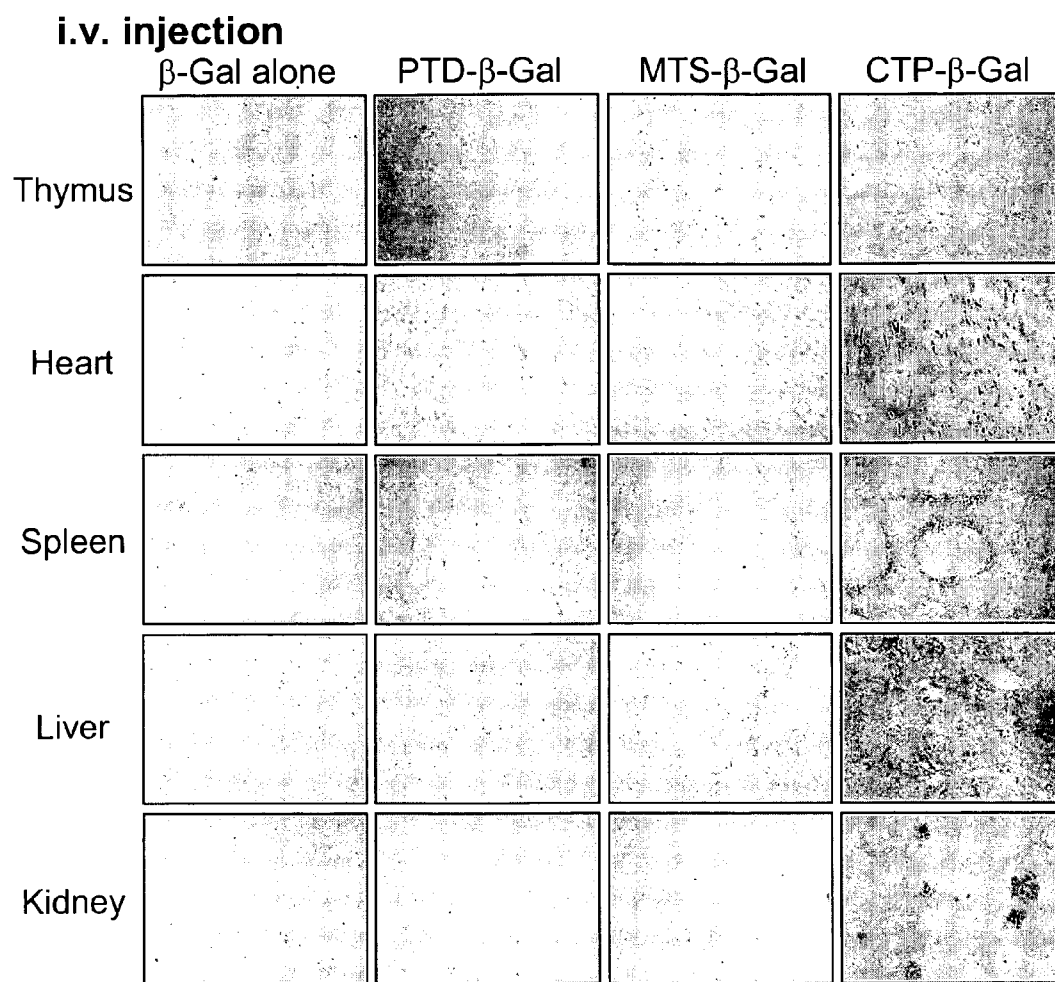 i.v. injection
β-Gal alone PTD-β-Gal MTS-β-Gal CTP-β-Gal
Thymus
Heart
Spleen
Liver
Kidney